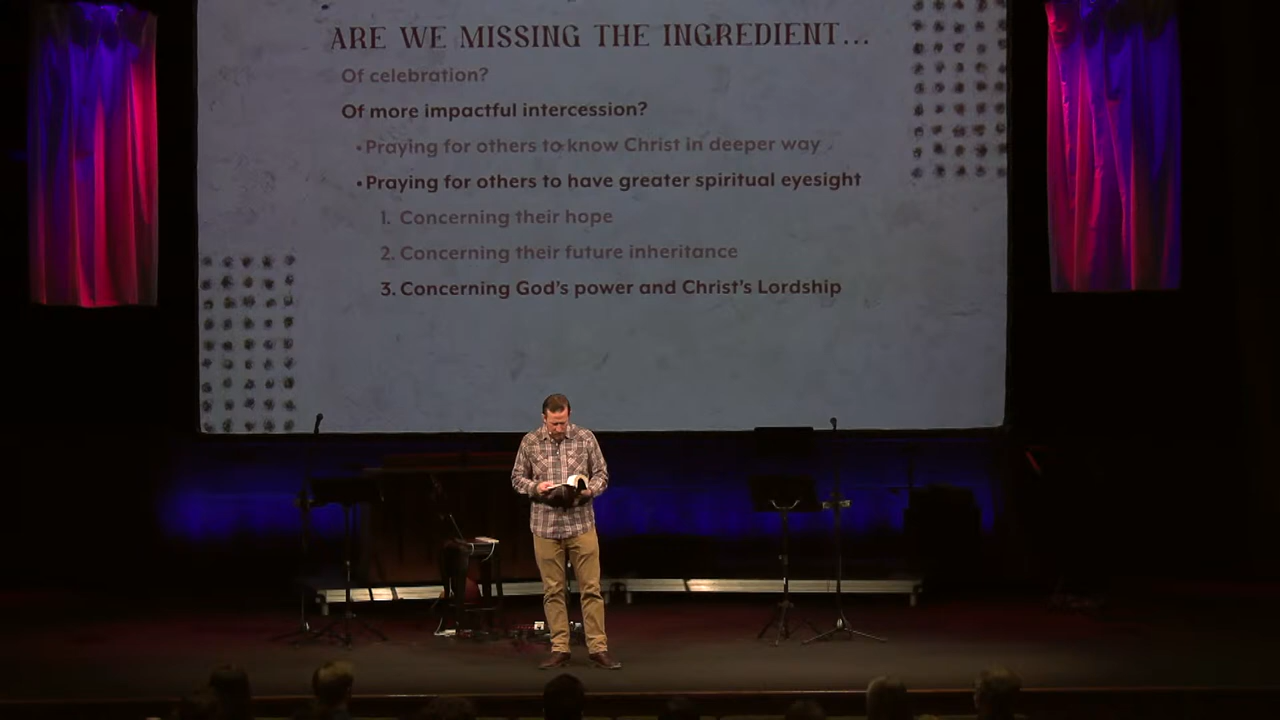 ARE WE MISSING THE INGREDIENT...
Of celebration?
Of more impactful intercession?
•Praying for others to know Christ in deeper way
•Praying for others to have greater spiritual eyesight
1. Concerning their hope
2. Concerning their future inheritance
3. Concerning God's power and Christ's Lordship